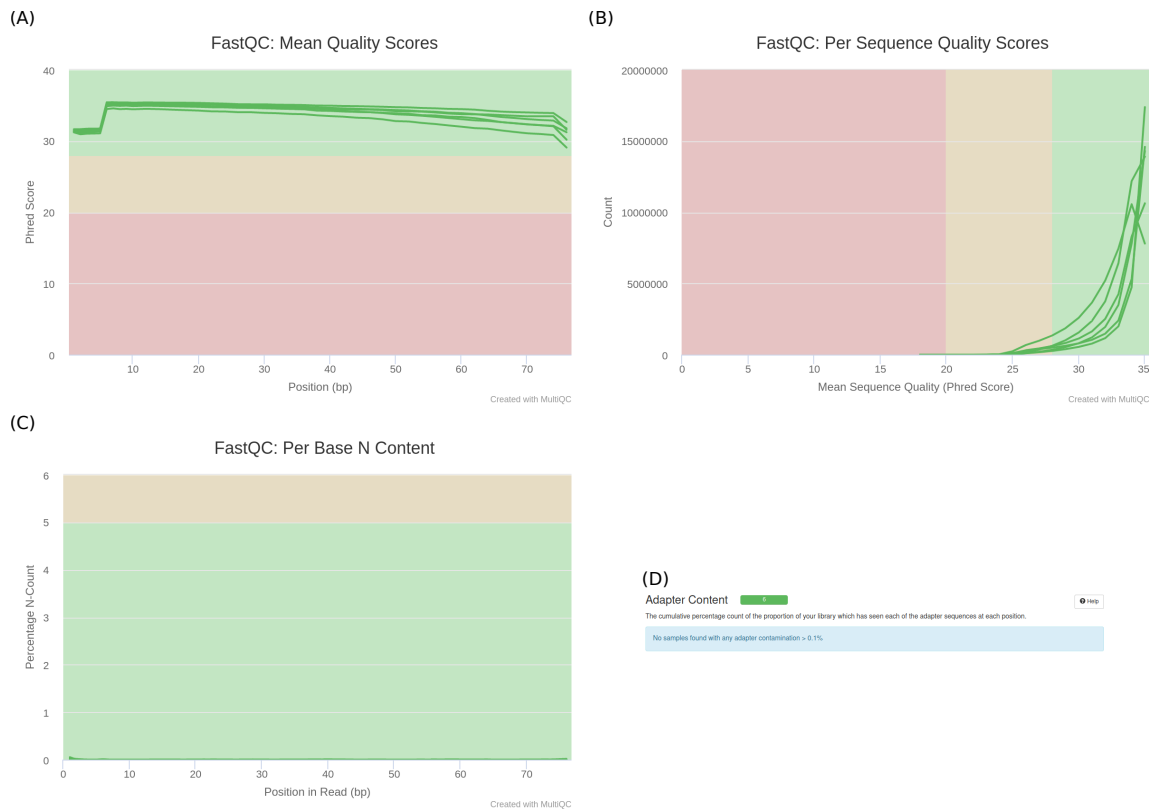 (A)
FastQC: Mean Quality Scores
40
30
20
10
0
Phred Score
10
20
30
40
50
60
70
Position (bp)
Created with MultiQC
(B)
FastQC: Per Sequence Quality Scores
20000000
15000000
10000000
5000000
0
Count
0
5
10
15
20
25
30
35
Mean Sequence Quality (Phred Score)
Created with MultiQC
(C)
FastQC: Per Base N Content
6
5
4
3
2
1
0
Percentage N-Count
0
10
20
30
40
50
60
70
Position in Read (bp)
Created with MultiQC
(D)
Adapter Content
6
Help
The cumulative percentage count of the proportion of your library which has seen each of the adapter sequences at each position.
No samples found with any adapter contamination > 0.1%